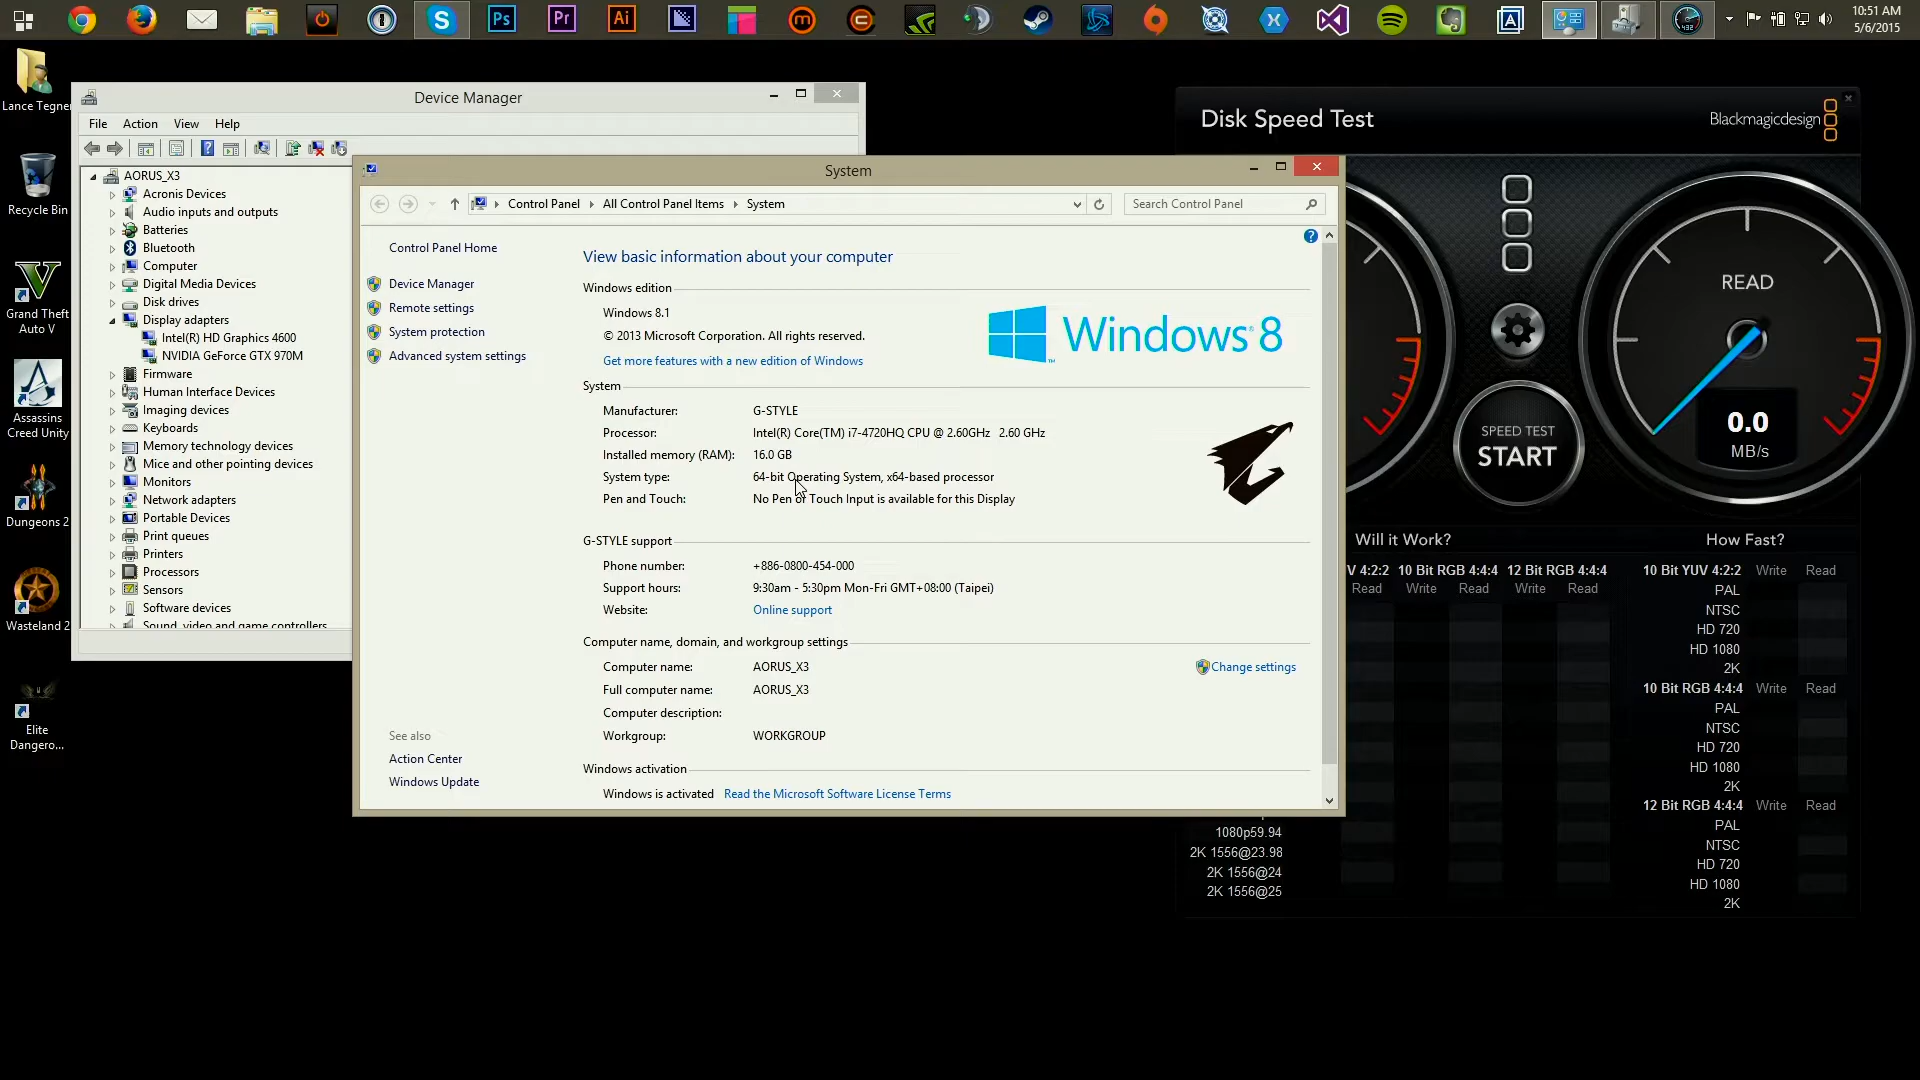 10:51 AM
5/6/2015
Lance Tegner
Recycle Bin
Grand Theft
Auto V
Assassins
Creed Unity
Dungeons 2
Wasteland 2
Elite
Dangero...
Device Manager
File Action View Help
AORUS_X3
Acronis Devices
Audio inputs and outputs
Batteries
Bluetooth
Computer
Digital Media Devices
Disk drives
Display adapters
Intel(R) HD Graphics 4600
NVIDIA GeForce GTX 970M
Firmware
Human Interface Devices
Imaging devices
Keyboards
Memory technology devices
Mice and other pointing devices
Monitors
Network adapters
Portable Devices
Print queues
Printers
Processors
Sensors
Software devices
Sound, video and game controllers
System
Control Panel All Control Panel Items System
Search Control Panel
Control Panel Home
Device Manager
Remote settings
System protection
Advanced system settings
See also
Action Center
Windows Update
View basic information about your computer
Windows edition
Windows 8.1
© 2013 Microsoft Corporation. All rights reserved.
Get more features with a new edition of Windows
Windows 8
System
Manufacturer: G-STYLE
Processor: Intel(R) Core(TM) i7-4720HQ CPU @ 2.60GHz 2.60 GHz
Installed memory (RAM): 16.0 GB
System type: 64-bit Operating System, x64-based processor
Pen and Touch: No Pen or Touch Input is available for this Display
G-STYLE support
Phone number: +886-0800-454-000
Support hours: 9:30am - 5:30pm Mon-Fri GMT+08:00 (Taipei)
Website: Online support
Computer name, domain, and workgroup settings
Computer name: AORUS_X3
Change settings
Full computer name: AORUS_X3
Computer description:
Workgroup: WORKGROUP
Windows activation
Windows is activated Read the Microsoft Software License Terms
Disk Speed Test
Blackmagicdesign
READ
0.0
MB/s
SPEED TEST
START
Will it Work?
V 4:2:2 10 Bit RGB 4:4:4 12 Bit RGB 4:4:4
Read Write Read Write Read
1080p59.94
2K 1556@23.98
2K 1556@24
2K 1556@25
How Fast?
10 Bit YUV 4:2:2 Write Read
PAL
NTSC
HD 720
HD 1080
2K
10 Bit RGB 4:4:4 Write Read
PAL
NTSC
HD 720
HD 1080
2K
12 Bit RGB 4:4:4 Write Read
PAL
NTSC
HD 720
HD 1080
2K